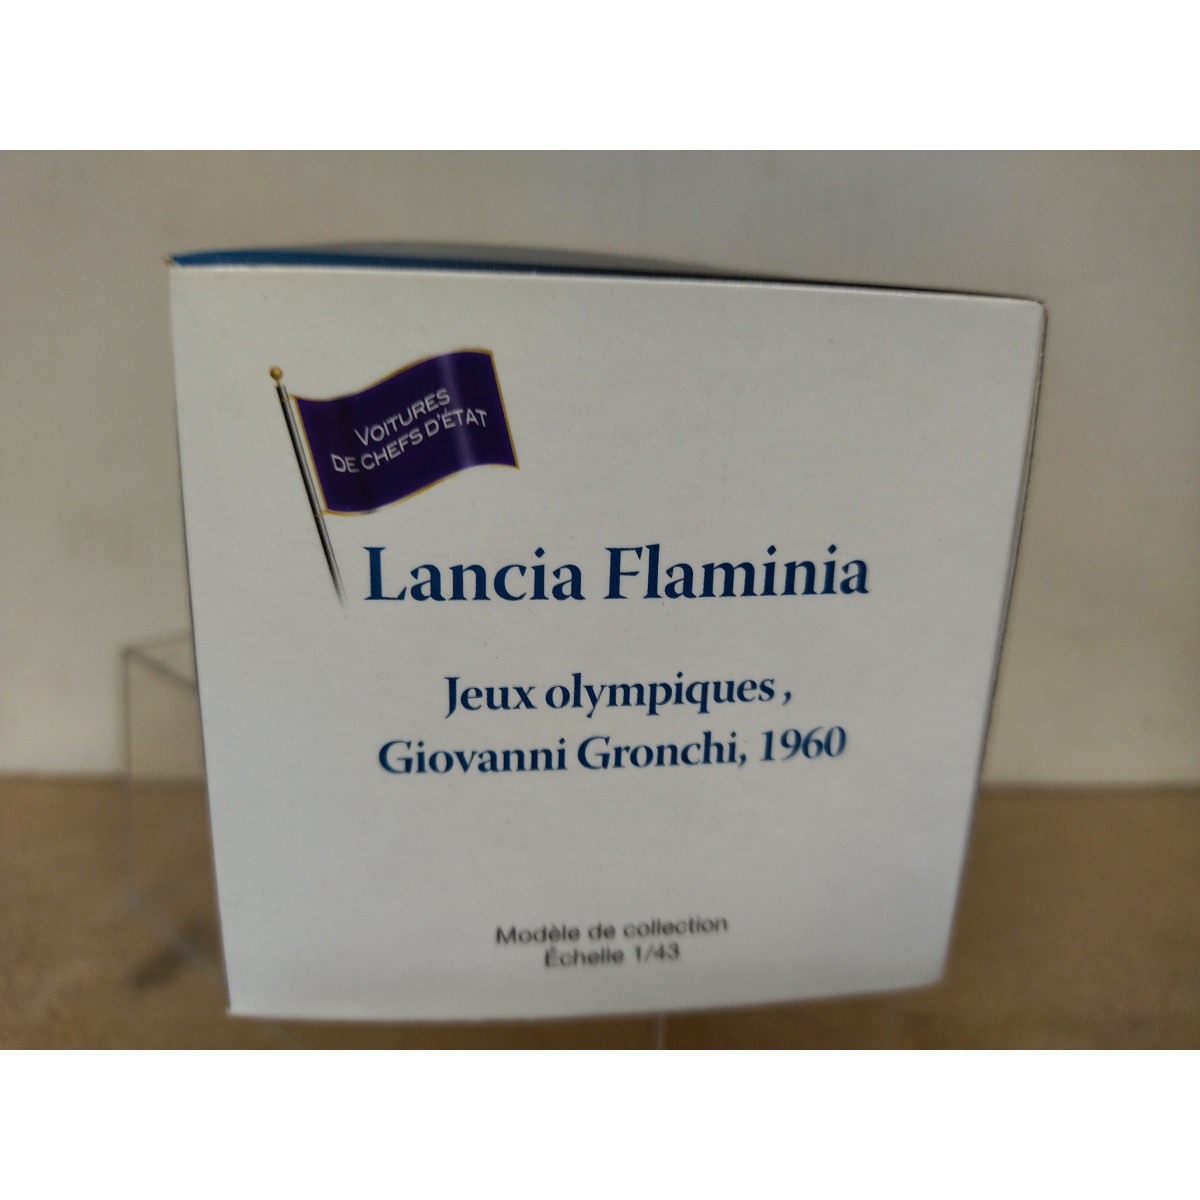 VOITURES
DE CHEFS D'ÉTAT
Lancia Flaminia
Jeux olympiques,
Giovanni Gronchi, 1960
Modèle de collection
Échelle 1/43